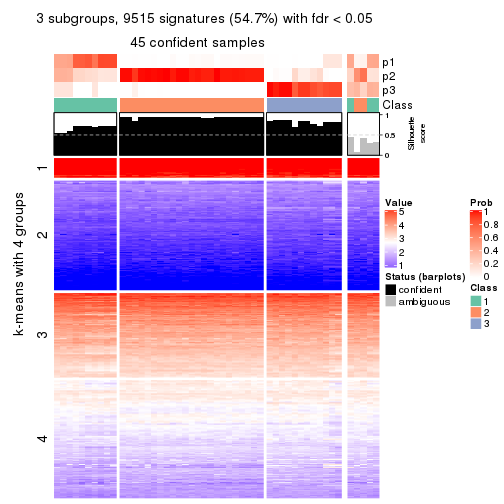 3 subgroups, 9515 signatures (54.7%) with fdr < 0.05
45 confident samples
p1
p2
p3
Class
1
0.5
0
Silhouette
score
k-means with 4 groups
1
2
3
4
Value
5
4
3
2
1
Status (barplots)
confident
ambiguous
Prob
1
0.8
0.6
0.4
0.2
0
Class
1
2
3